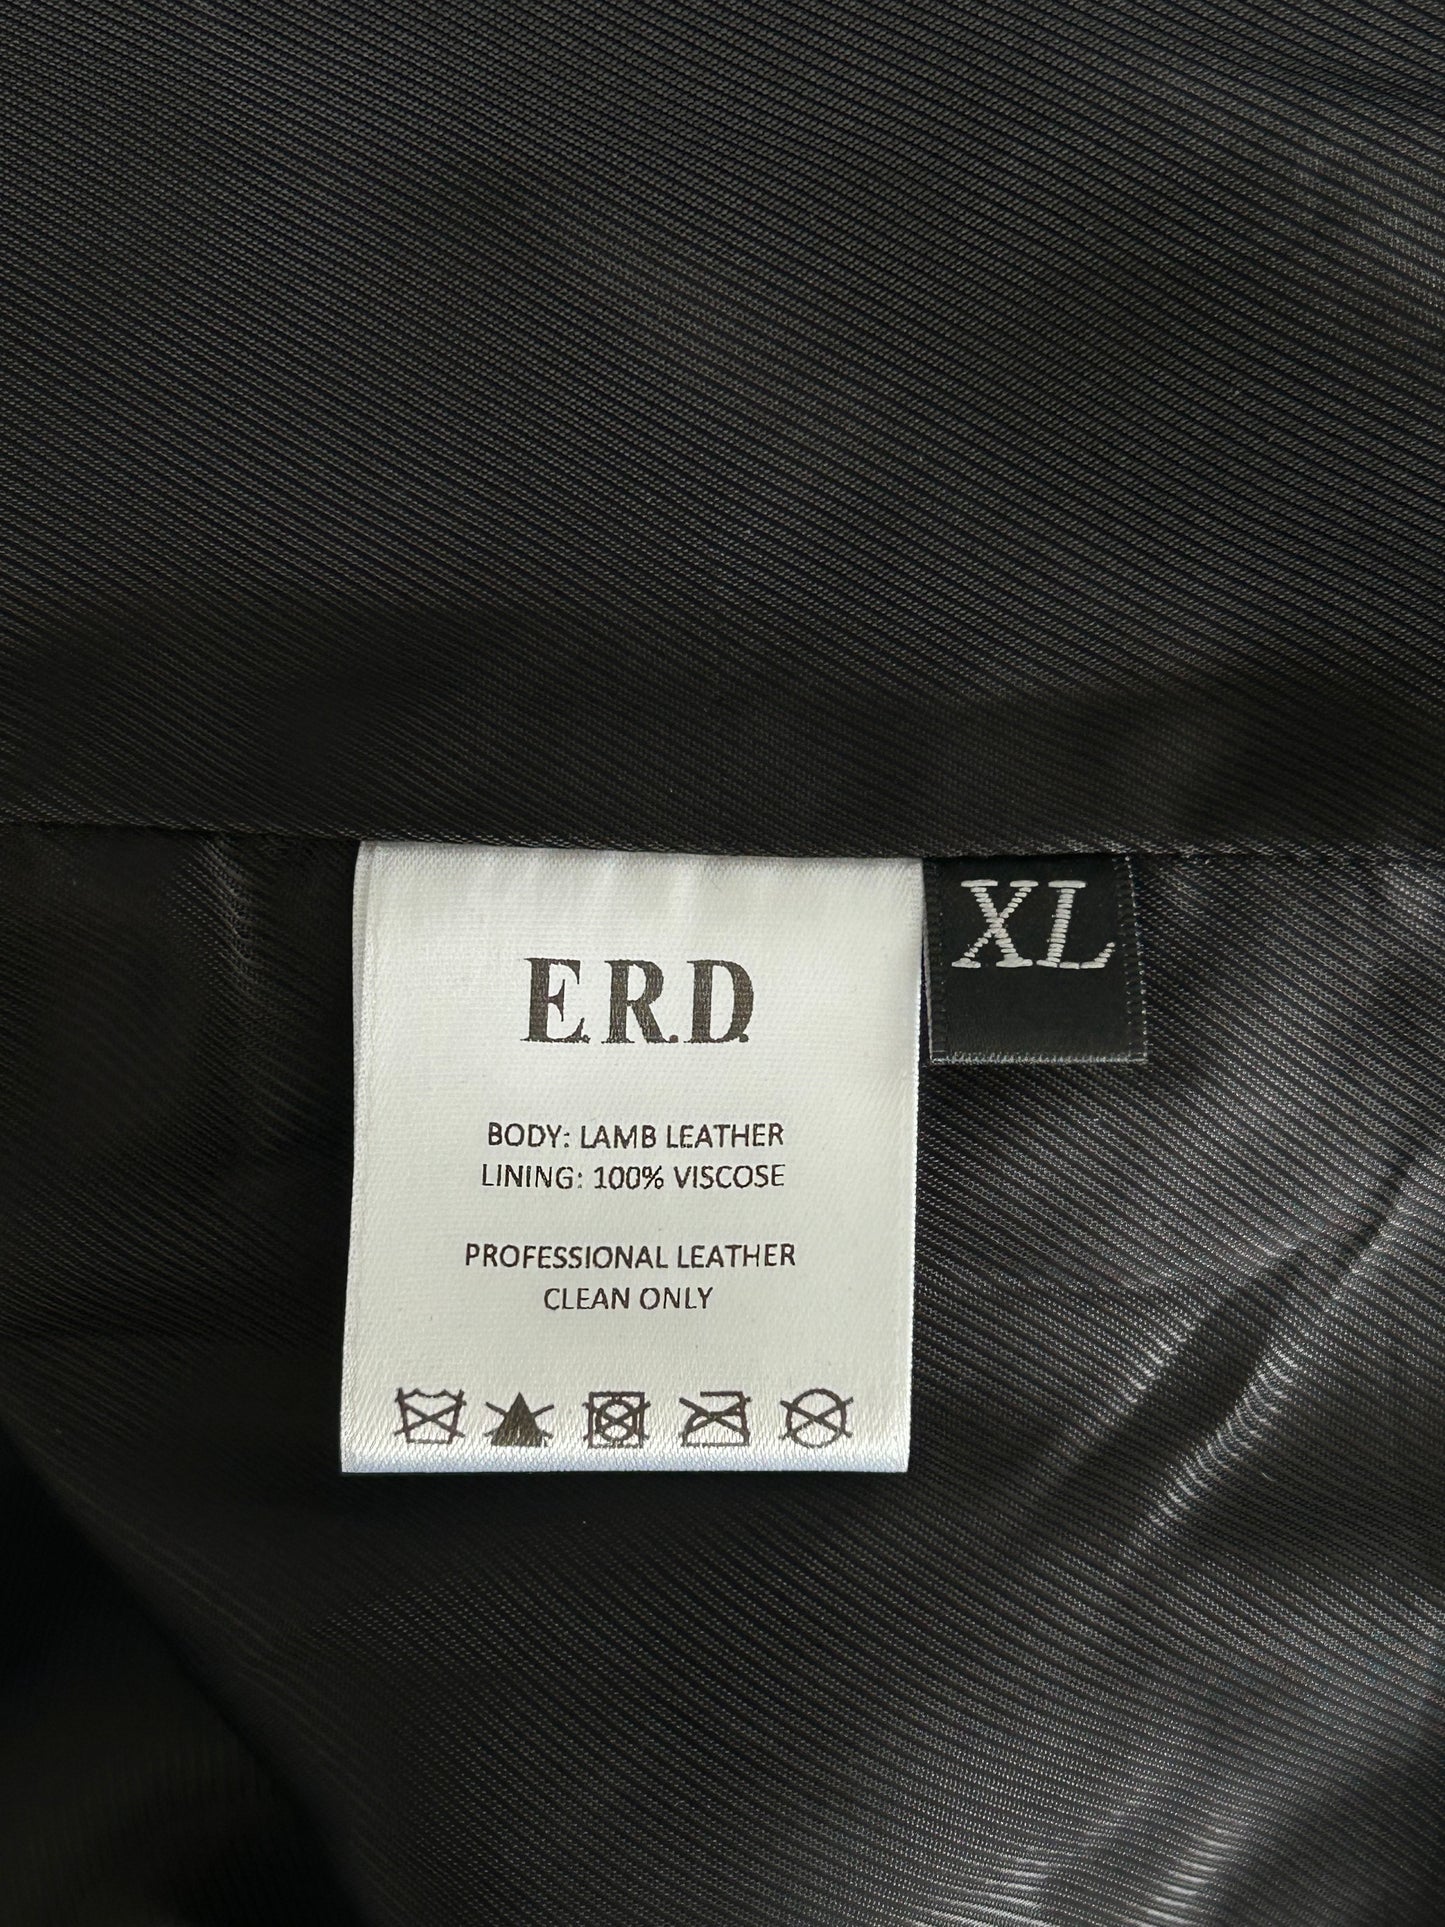 E.R.D.
XL
BODY: LAMB LEATHER
LINING: 100% VISCOSE
PROFESSIONAL LEATHER
CLEAN ONLY